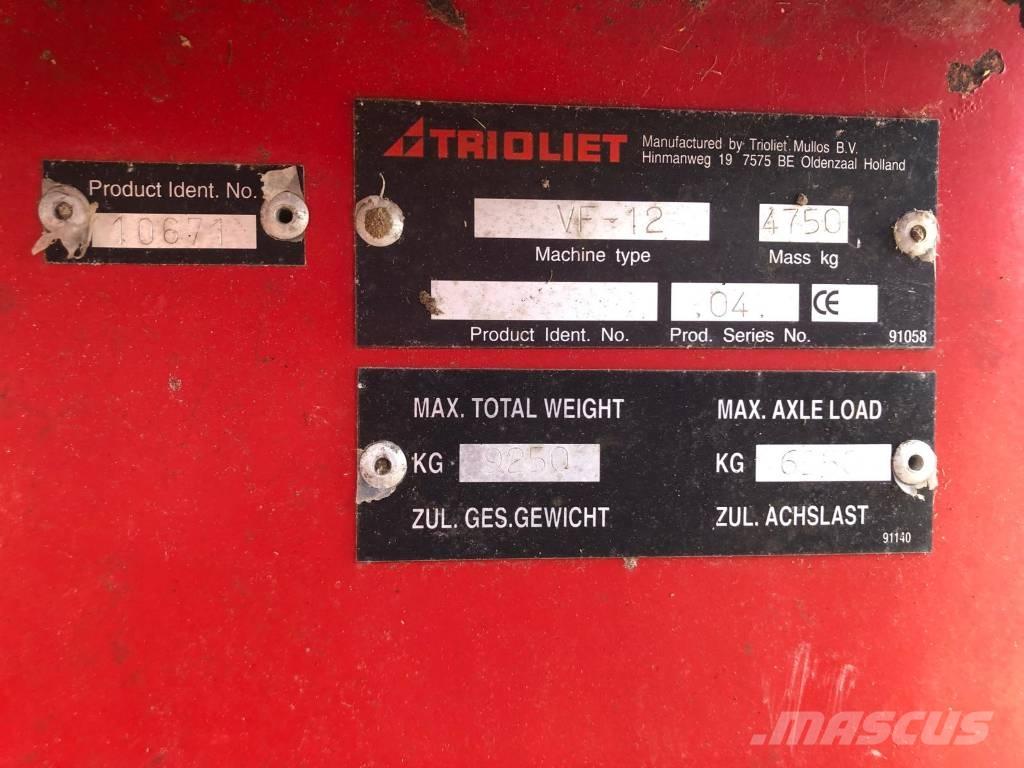 Product Ident. No.
10671
TRIOLIET
Manufactured by Trioliet.Mullos B.V.
Hinmanweg 19 7575 BE Oldenzaal Holland
VF-12
4750
Machine type
Mass kg
04
CE
Product Ident. No.
Prod. Series No.
91058
MAX. TOTAL WEIGHT
MAX. AXLE LOAD
KG 9250
KG
ZUL. GES.GEWICHT
ZUL. ACHSLAST
91140
MASCUS